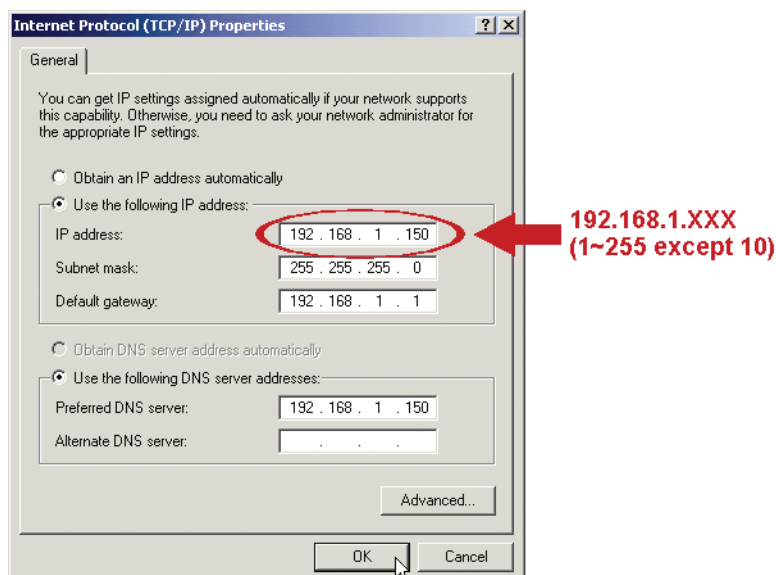 Internet Protocol (TCP/IP) Properties
General
You can get IP settings assigned automatically if your network supports
this capability. Otherwise, you need to ask your network administrator for
the appropriate IP settings.
Obtain an IP address automatically
Use the following IP address:
IP address: 192 . 168 . 1 . 150
Subnet mask: 255 . 255 . 255 . 0
Default gateway: 192 . 168 . 1 . 1
192.168.1.XXX
(1~255 except 10)
Obtain DNS server address automatically
Use the following DNS server addresses:
Preferred DNS server: 192 . 168 . 1 . 150
Alternate DNS server: . . .
Advanced...
OK Cancel